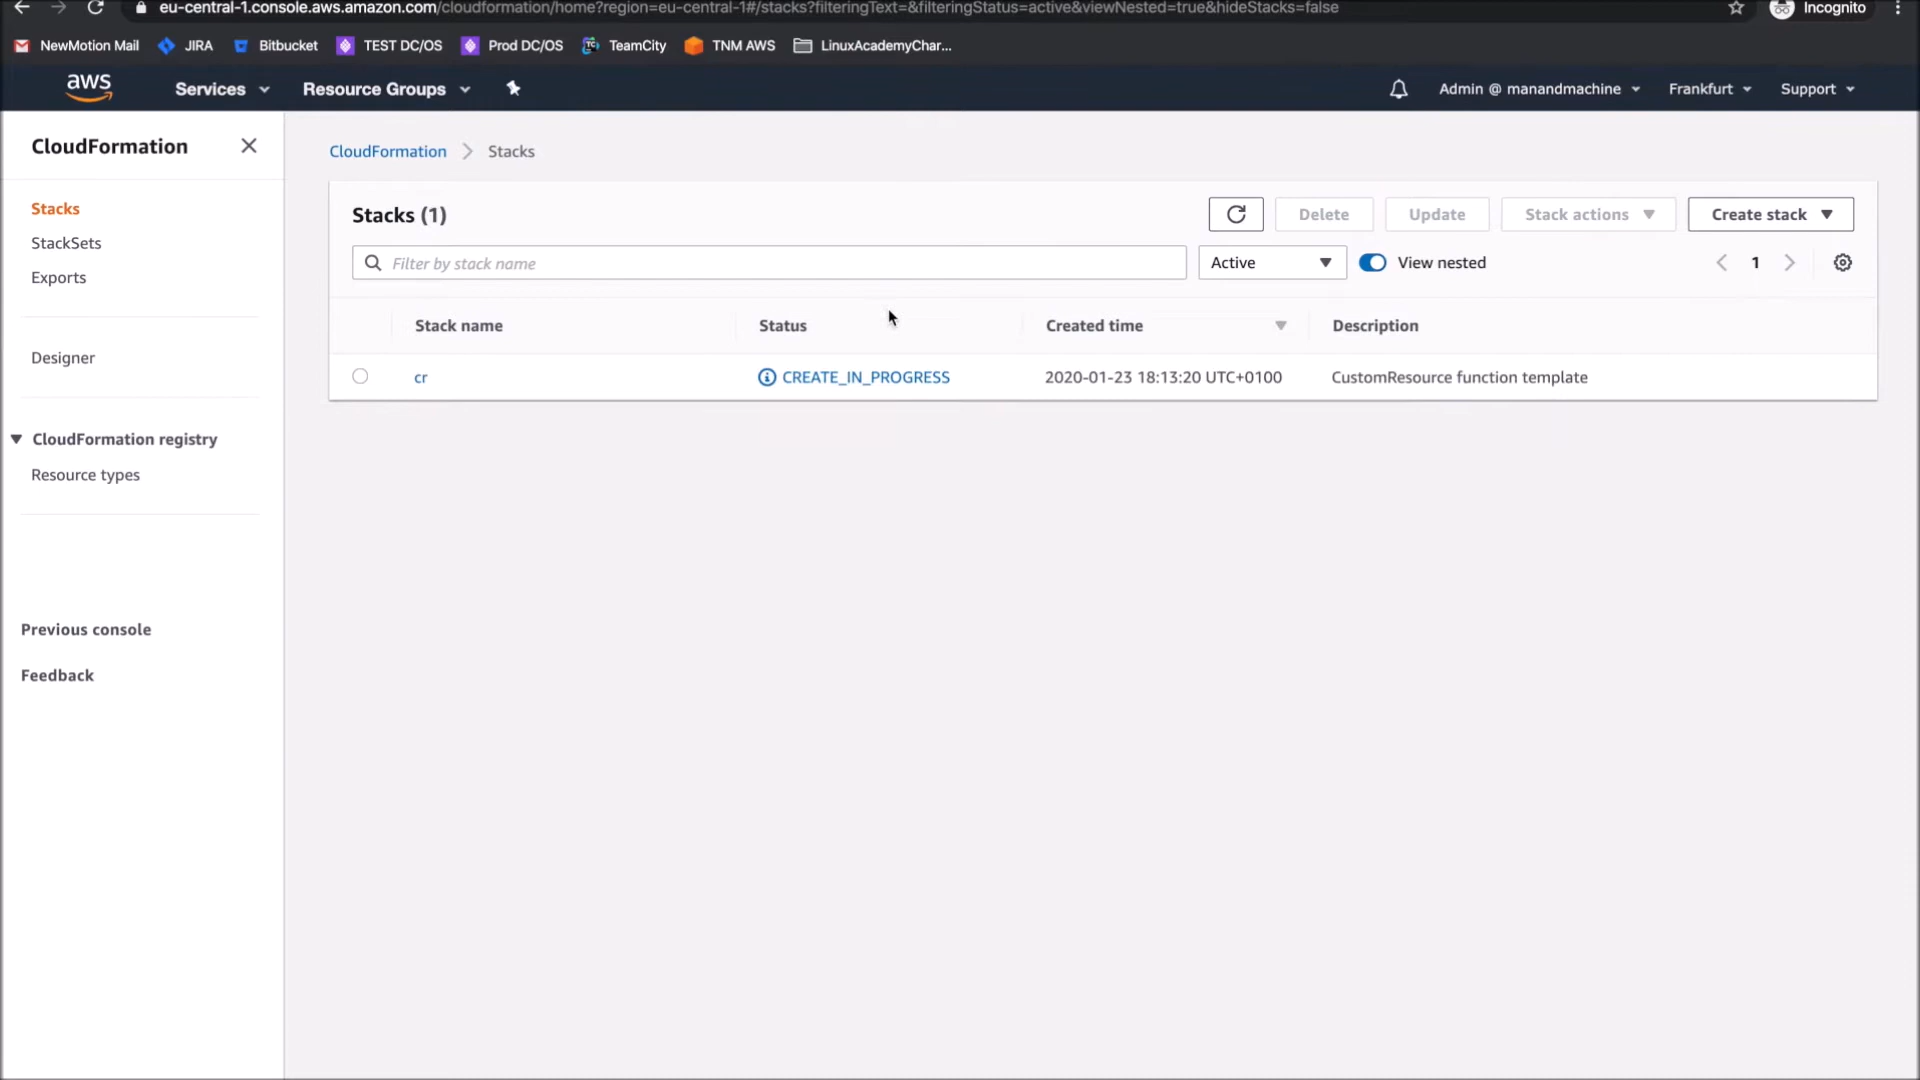 eu-central-1.console.aws.amazon.com/cloudformation/home?region=eu-central-1#/stacks?filteringText=&filteringStatus=active&viewNested=true&hideStacks=false
Incognito
NewMotion Mail JIRA Bitbucket TEST DC/OS Prod DC/OS TeamCity TNM AWS LinuxAcademyChar...
aws Services Resource Groups Admin @ manandmachine Frankfurt Support
CloudFormation
CloudFormation > Stacks
Stacks
StackSets
Exports
Designer
CloudFormation registry
Resource types
Previous console
Feedback
Stacks (1)
Delete Update Stack actions Create stack
Filter by stack name Active View nested 1
Stack name Status Created time Description
cr CREATE_IN_PROGRESS 2020-01-23 18:13:20 UTC+0100 CustomResource function template